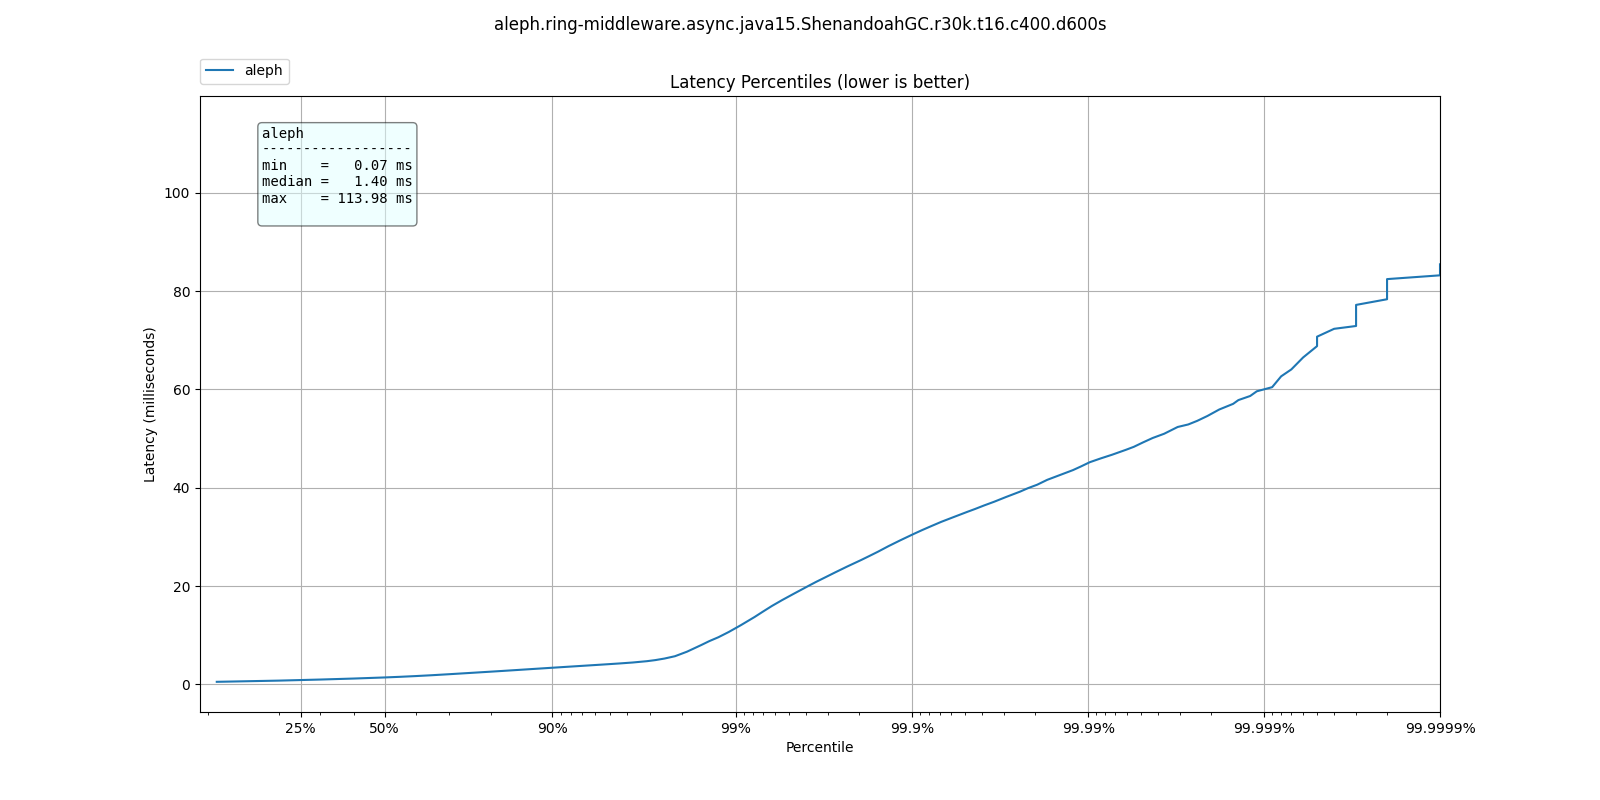 aleph.ring-middleware.async.java15.ShenandoahGC.r30k.t16.c400.d600s
aleph
Latency Percentiles (lower is better)
aleph
------------------
min    =   0.07 ms
median =   1.40 ms
max    = 113.98 ms
100
80
60
40
20
0
Latency (milliseconds)
25% 50% 90% 99% 99.9% 99.99% 99.999% 99.9999%
Percentile